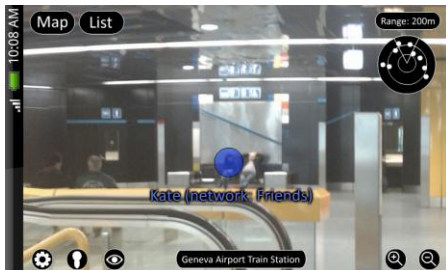 10:08 AM
Map
List
Range: 200m
Kate (network: Friends)
Geneva Airport Train Station